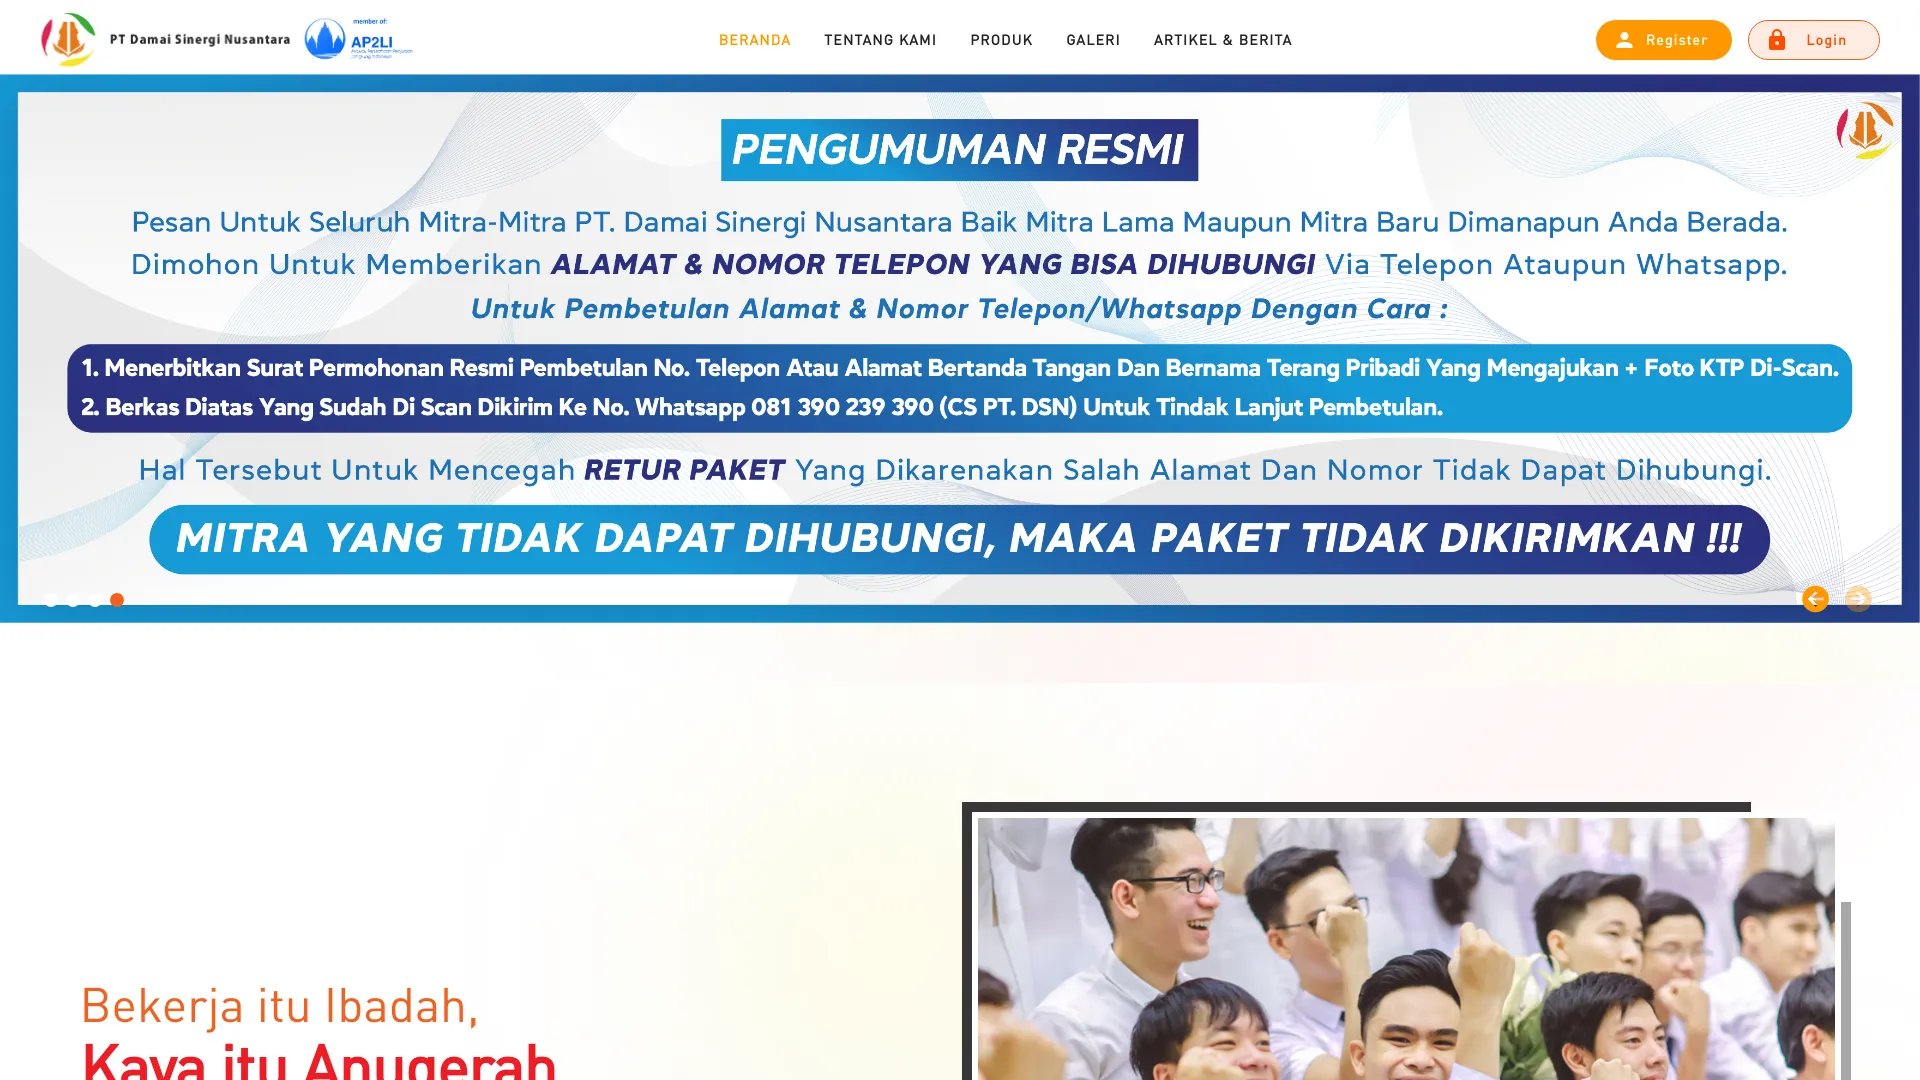 PT Damai Sinergi Nusantara
member of:
AP2LI
BERANDA
TENTANG KAMI
PRODUK
GALERI
ARTIKEL & BERITA
Register
Login
PENGUMUMAN RESMI
Pesan Untuk Seluruh Mitra-Mitra PT. Damai Sinergi Nusantara Baik Mitra Lama Maupun Mitra Baru Dimanapun Anda Berada.
Dimohon Untuk Memberikan ALAMAT & NOMOR TELEPON YANG BISA DIHUBUNGI Via Telepon Ataupun Whatsapp.
Untuk Pembetulan Alamat & Nomor Telepon/Whatsapp Dengan Cara :
1. Menerbitkan Surat Permohonan Resmi Pembetulan No. Telepon Atau Alamat Bertanda Tangan Dan Bernama Terang Pribadi Yang Mengajukan + Foto KTP Di-Scan.
2. Berkas Diatas Yang Sudah Di Scan Dikirim Ke No. Whatsapp 081 390 239 390 (CS PT. DSN) Untuk Tindak Lanjut Pembetulan.
Hal Tersebut Untuk Mencegah RETUR PAKET Yang Dikarenakan Salah Alamat Dan Nomor Tidak Dapat Dihubungi.
MITRA YANG TIDAK DAPAT DIHUBUNGI, MAKA PAKET TIDAK DIKIRIMKAN !!!
Bekerja itu Ibadah,
Kaya itu Anugerah